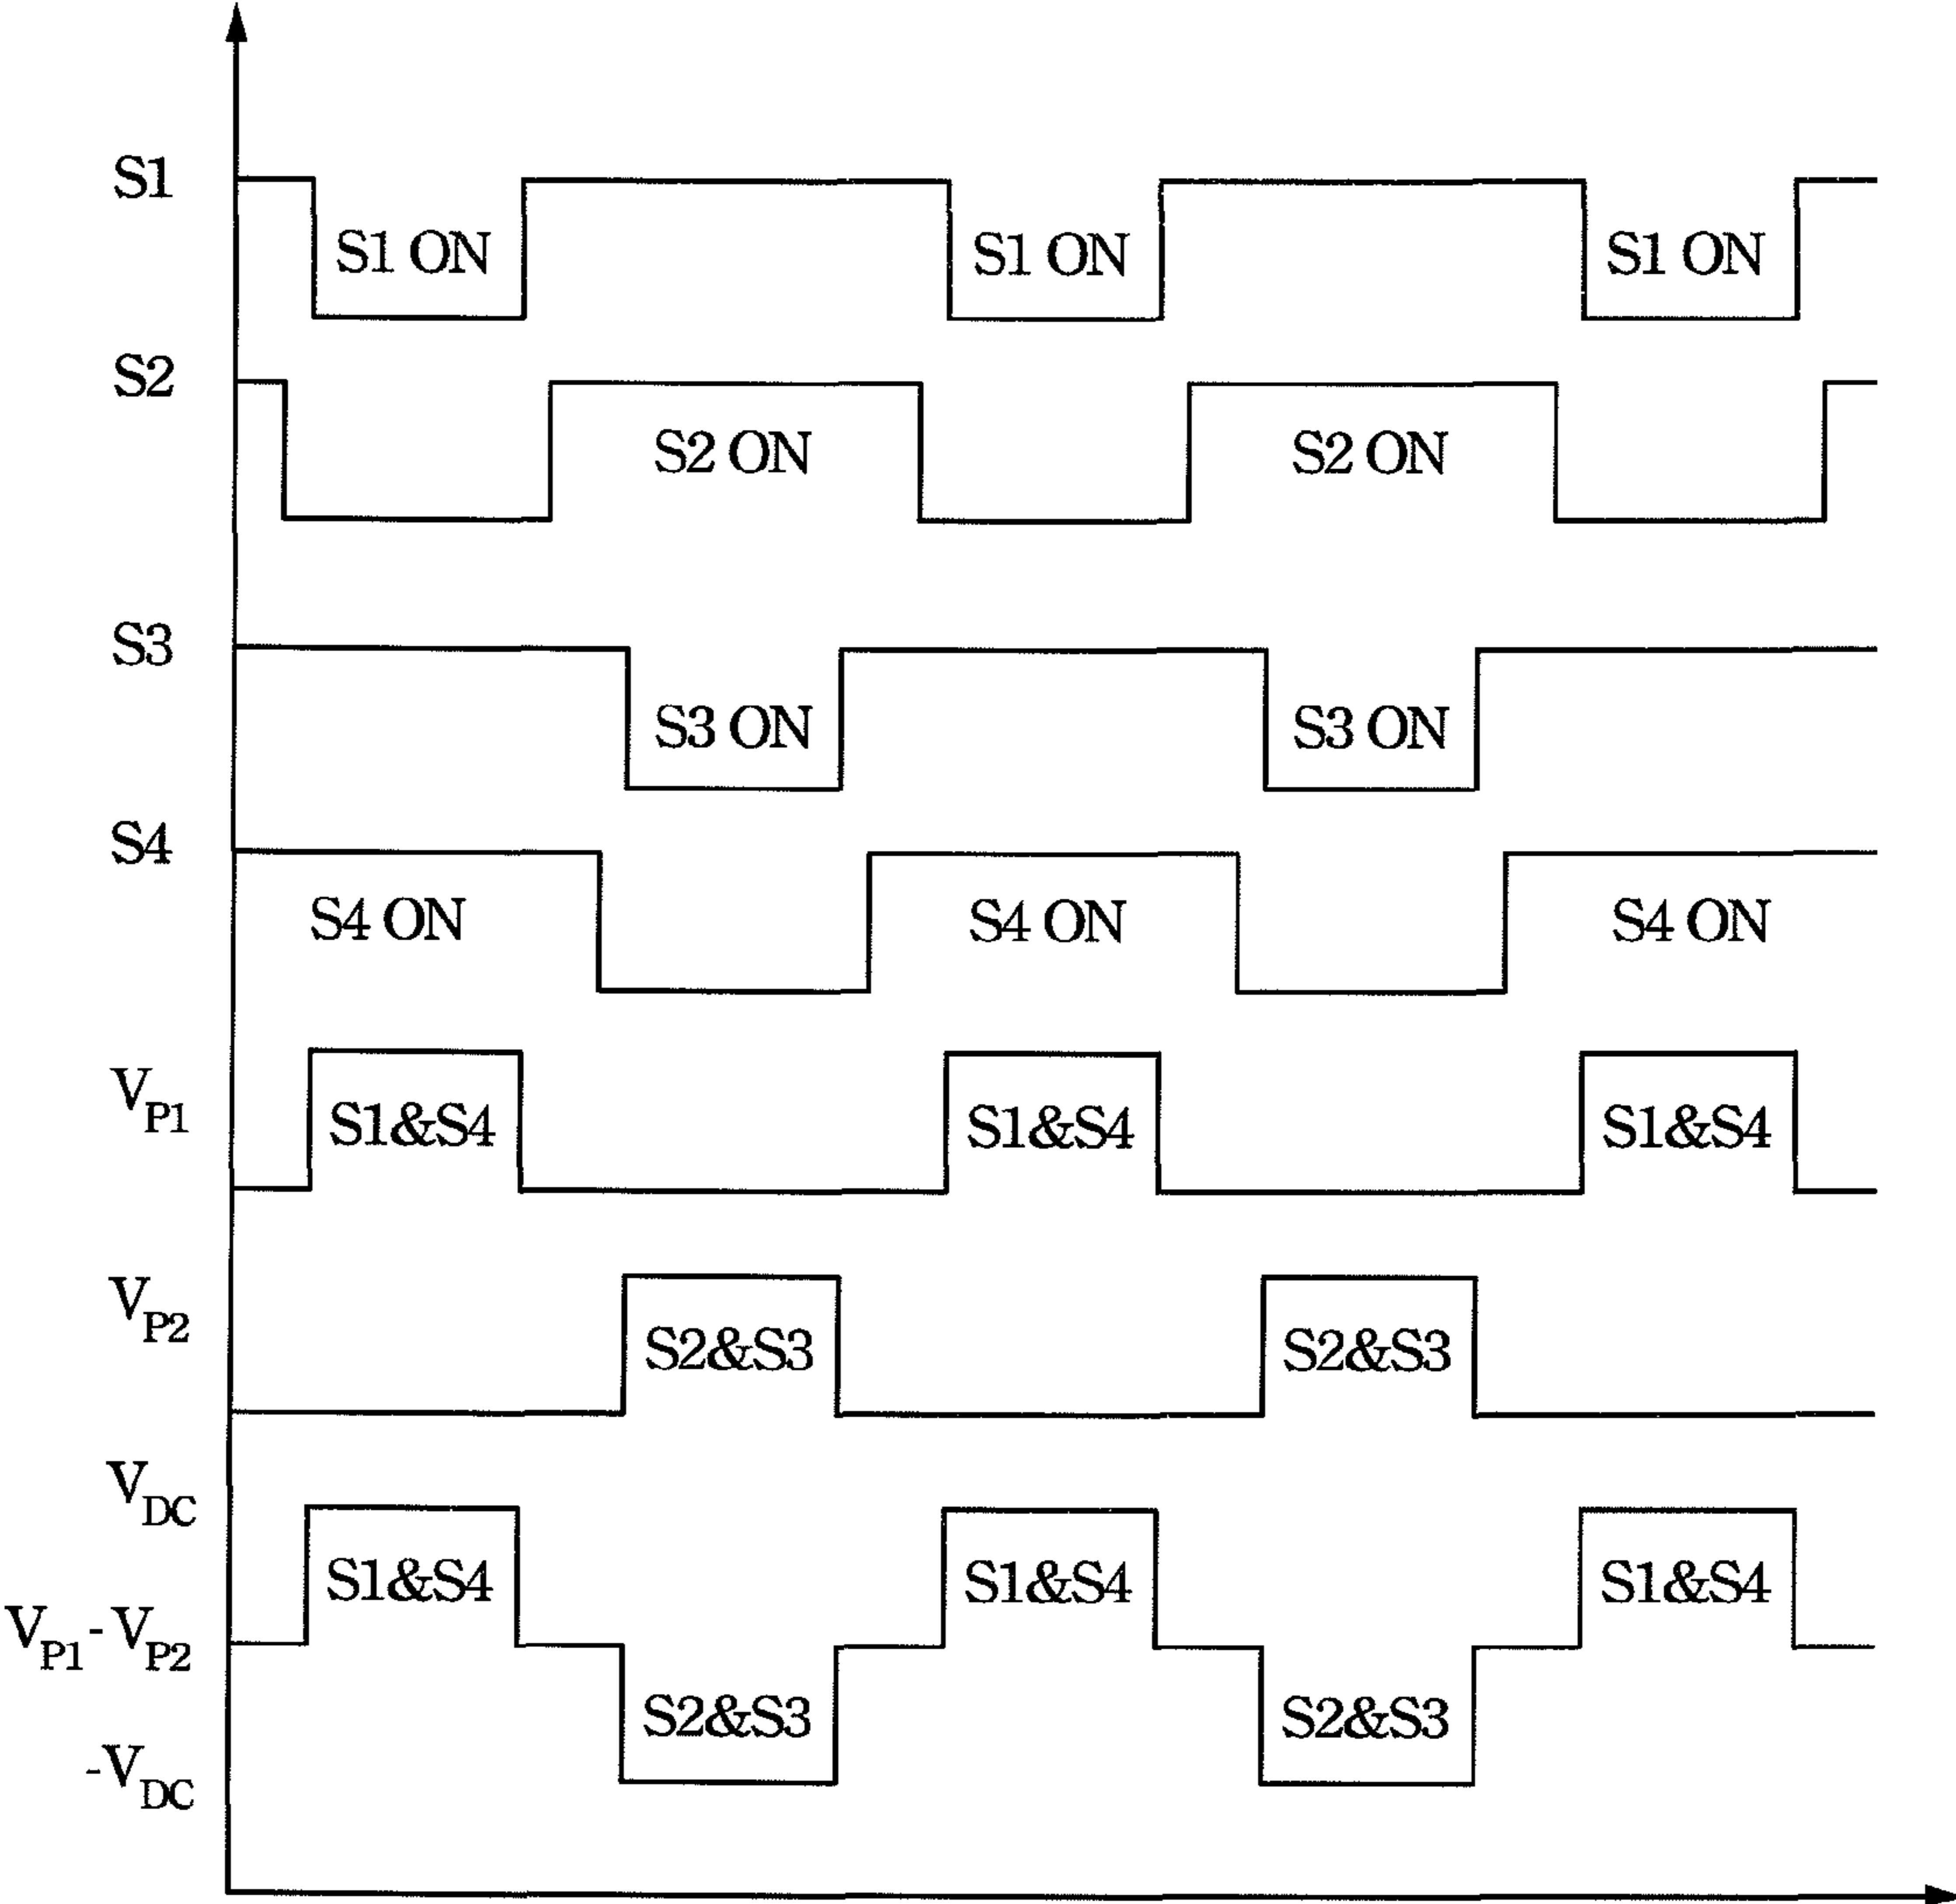 S1
S1 ON S1 ON S1 ON
S2
S2 ON S2 ON
S3
S3 ON S3 ON
S4
S4 ON S4 ON S4 ON
VP1
S1&S4 S1&S4 S1&S4
VP2
S2&S3 S2&S3
VDC
S1&S4 S1&S4 S1&S4
VP1-VP2
S2&S3 S2&S3
-VDC